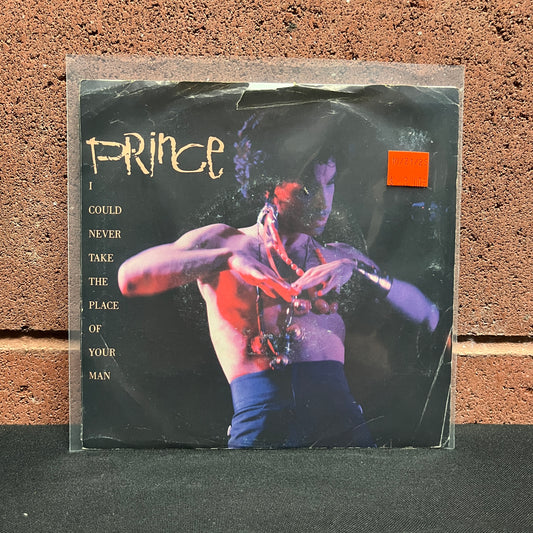 PRINCE
I
COULD
NEVER
TAKE
THE
PLACE
OF
YOUR
MAN